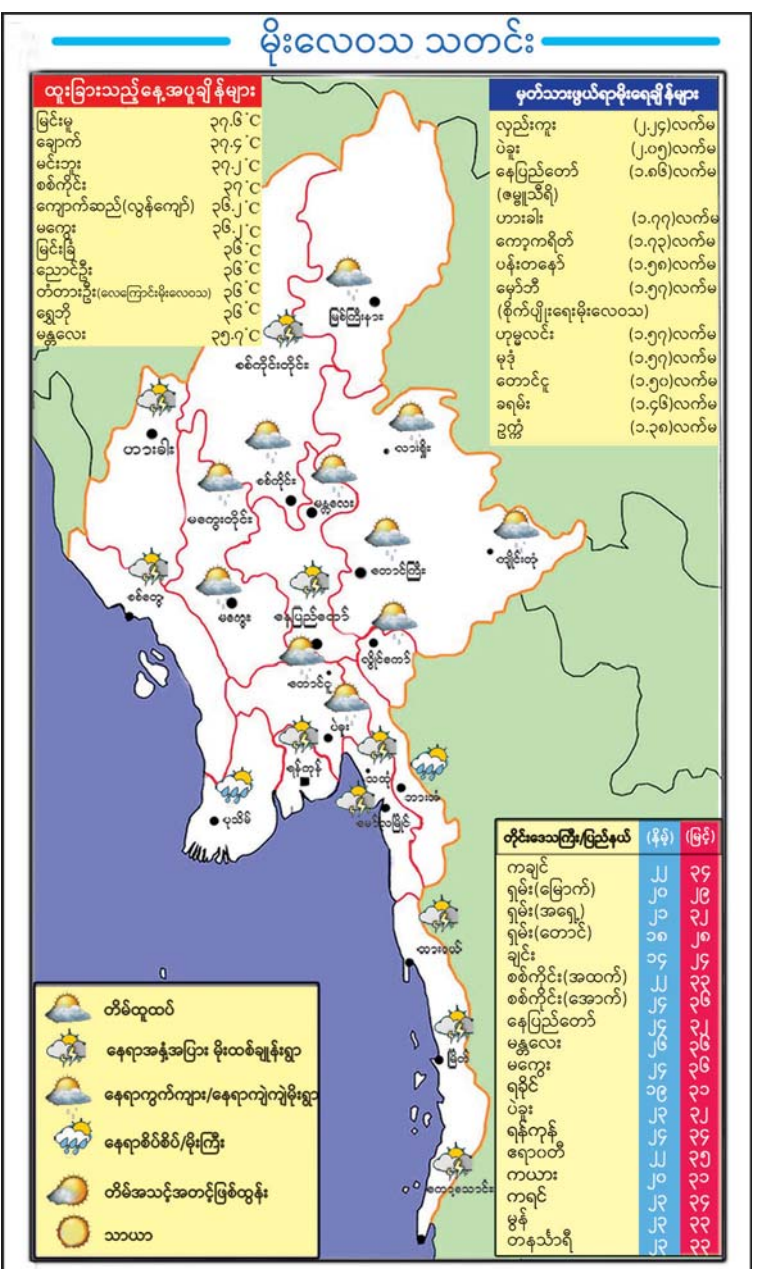 မိုးလေဝသ သတင်း
ထူးခြားသည့်နေ့အပူချိန်များ
မြင်းမူ ၃၇.၆°C
ချောက် ၃၇.၄°C
မင်းဘူး ၃၇.၂°C
စစ်ကိုင်း ၃၇°C
ကျောက်ဆည်(လွန်ကျော်) ၃၆.၂°C
မကွေး ၃၆.၂°C
မြင်းခြံ ၃၆°C
ညောင်ဦး ၃၆°C
တံတားဦး(လေကြောင်းမိုးလေဝသ) ၃၆°C
ရွှေဘို ၃၆°C
မန္တလေး ၃၅.၇°C
မှတ်သားဖွယ်ရာမိုးရေချိန်များ
လှည်းကူး (၂.၂၄)လက်မ
ပဲခူး (၂.၀၅)လက်မ
နေပြည်တော် (၁.၈၆)လက်မ
(ဇမ္ဗူသီရိ)
ဟားခါး (၁.၇၇)လက်မ
ကော့ကရိတ် (၁.၇၃)လက်မ
ပန်းတနော် (၁.၅၈)လက်မ
မှော်ဘီ (၁.၅၇)လက်မ
(စိုက်ပျိုးရေးမိုးလေဝသ)
ဟုမ္မလင်း (၁.၅၇)လက်မ
မုဒုံ (၁.၅၇)လက်မ
တောင်ငူ (၁.၅၀)လက်မ
ခရမ်း (၁.၄၆)လက်မ
ဥက္ကံ (၁.၃၈)လက်မ
မြစ်ကြီးနား
စစ်ကိုင်းတိုင်း
ဟားခါး
လားရှိုး
စစ်ကိုင်း
မန္တလေး
မကွေးတိုင်း
ကျိုင်းတုံ
တောင်ကြီး
စစ်တွေ
မကွေး
နေပြည်တော်
လွိုင်ကော်
တောင်ငူ
ပဲခူး
ရန်ကုန်
သထုံ
ဘားအံ
ပုသိမ်
မော်လမြိုင်
ထားဝယ်
မြိတ်
ကော့သောင်း
တိမ်ထူထပ်
နေရာအနှံ့အပြား မိုးထစ်ချုန်းရွာ
နေရာကွက်ကျား/နေရာကျဲကျဲမိုးရွာ
နေရာစိပ်စိပ်/မိုးကြီး
တိမ်အသင့်အတင့်ဖြစ်ထွန်း
သာယာ
တိုင်းဒေသကြီး/ပြည်နယ် (နိမ့်) (မြင့်)
ကချင် ၂၂ ၃၄
ရှမ်း(မြောက်) ၂၀ ၂၉
ရှမ်း(အရှေ့) ၂၁ ၃၂
ရှမ်း(တောင်) ၁၈ ၂၈
ချင်း ၁၄ ၂၄
စစ်ကိုင်း(အထက်) ၂၂ ၃၃
စစ်ကိုင်း(အောက်) ၂၄ ၃၆
နေပြည်တော် ၂၄ ၃၂
မန္တလေး ၂၆ ၃၆
မကွေး ၂၄ ၃၆
ရခိုင် ၁၉ ၃၁
ပဲခူး ၂၃ ၃၂
ရန်ကုန် ၂၄ ၃၄
ဧရာဝတီ ၂၂ ၃၅
ကယား ၂၀ ၃၁
ကရင် ၂၃ ၃၄
မွန် ၂၃ ၃၃
တနင်္သာရီ ၂၃ ၃၃